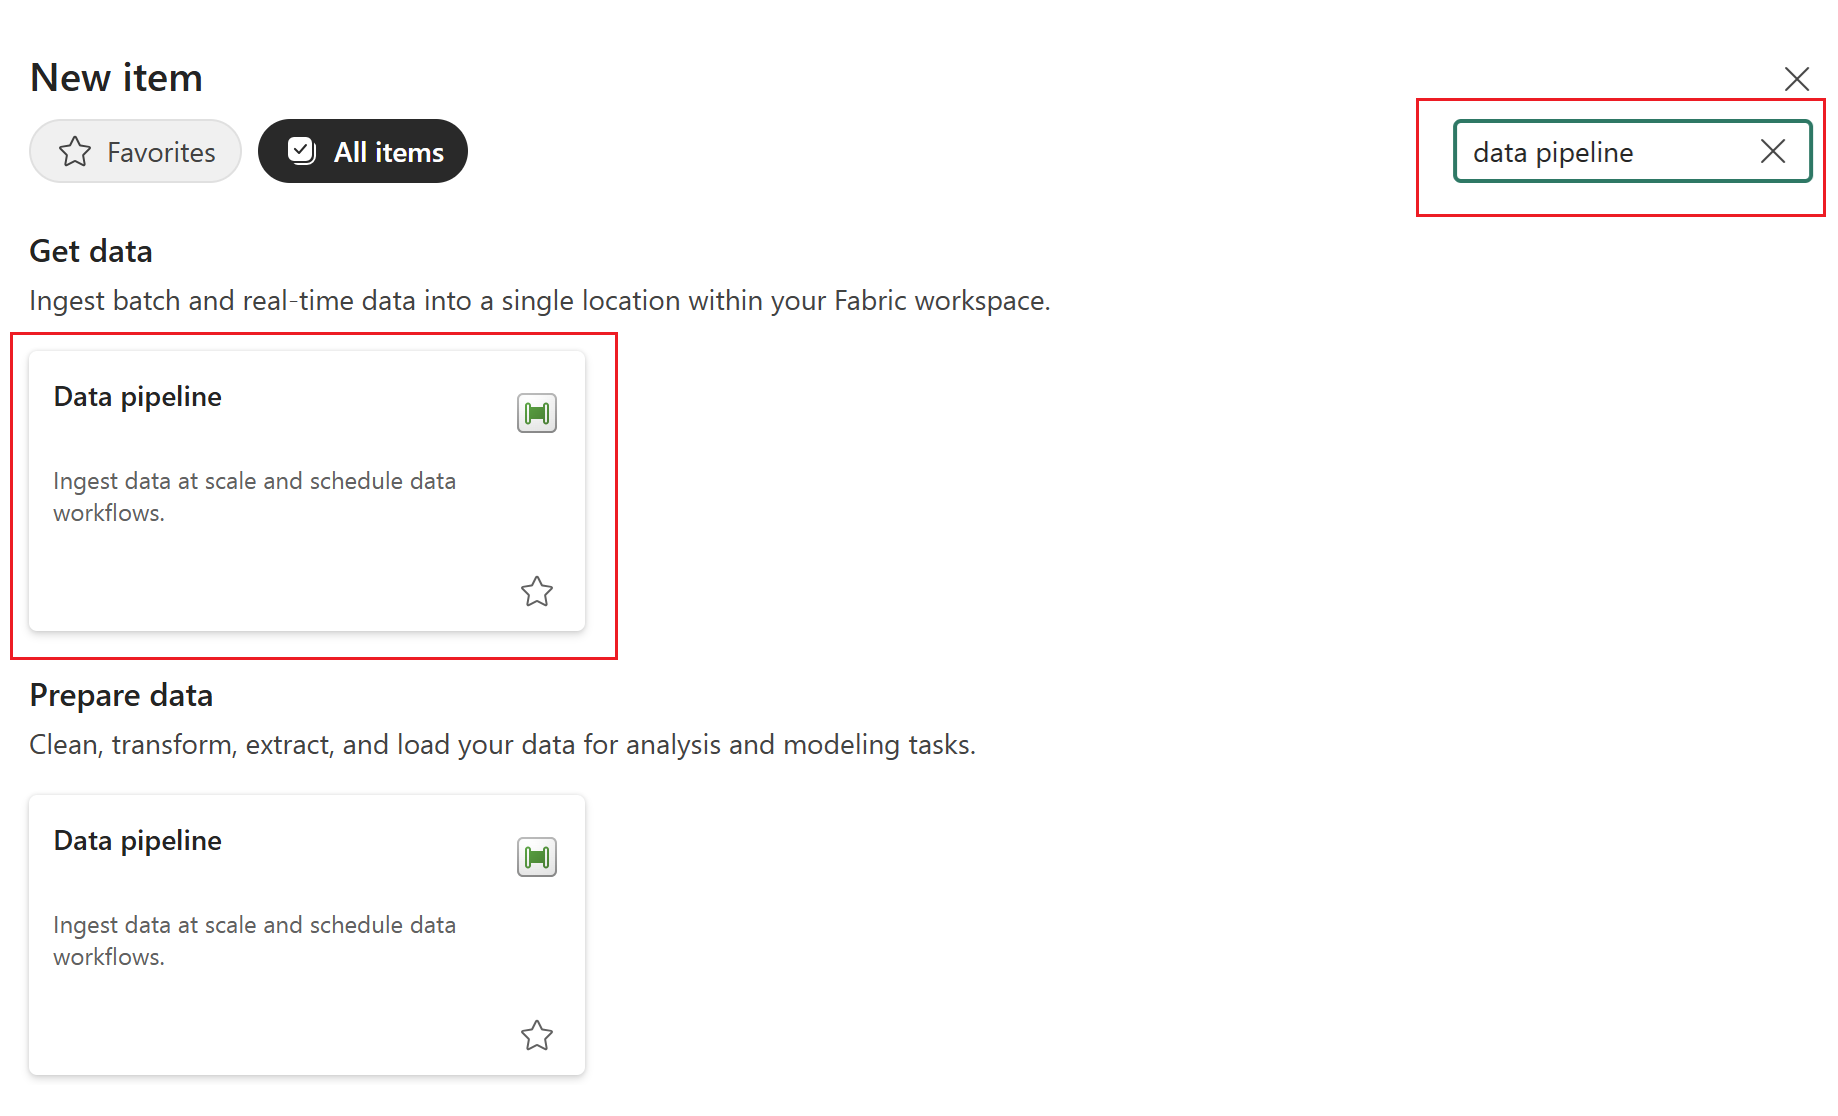 New item
Favorites
All items
data pipeline
Get data
Ingest batch and real-time data into a single location within your Fabric workspace.
Data pipeline
Ingest data at scale and schedule data
workflows.
Prepare data
Clean, transform, extract, and load your data for analysis and modeling tasks.
Data pipeline
Ingest data at scale and schedule data
workflows.